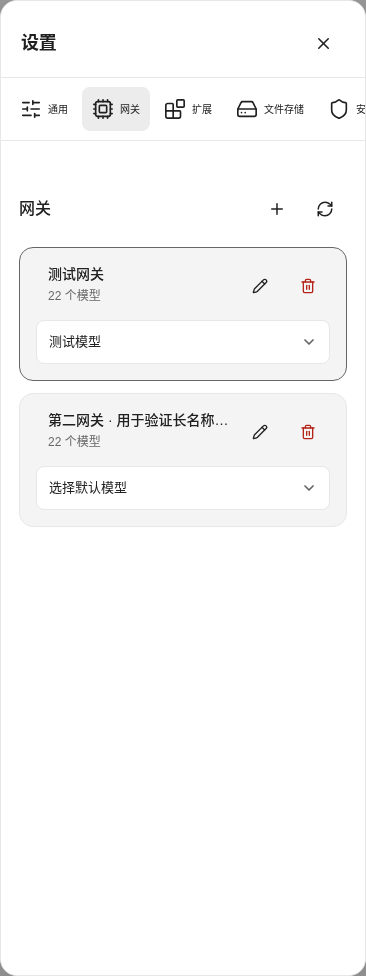 设置
通用
网关
扩展
文件存储
安
网关
测试网关
22 个模型
测试模型
第二网关 · 用于验证长名称…
22 个模型
选择默认模型